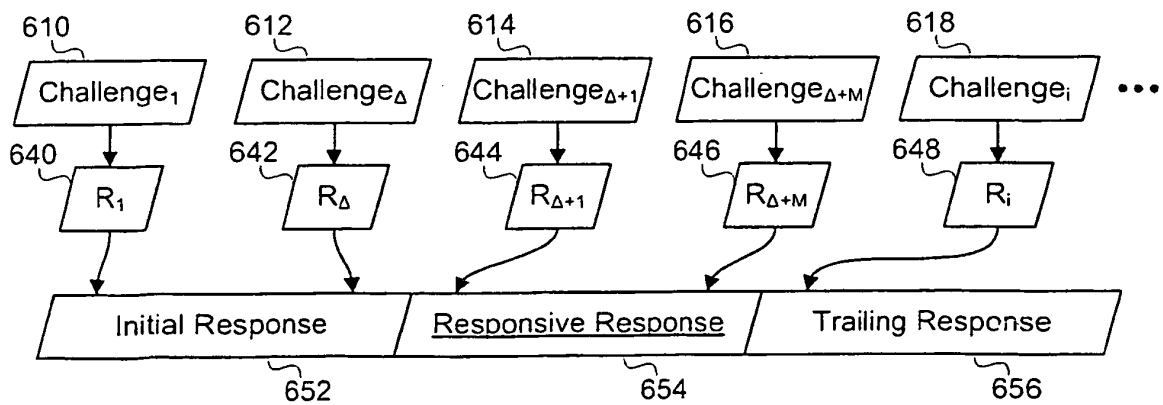 610 612 614 616 618
Challenge₁ Challenge_Δ Challenge_Δ+1 Challenge_Δ+M Challengeᵢ •••
640 642 644 646 648
R₁ R_Δ R_Δ+1 R_Δ+M Rᵢ
Initial Response Responsive Response Trailing Response
652 654 656